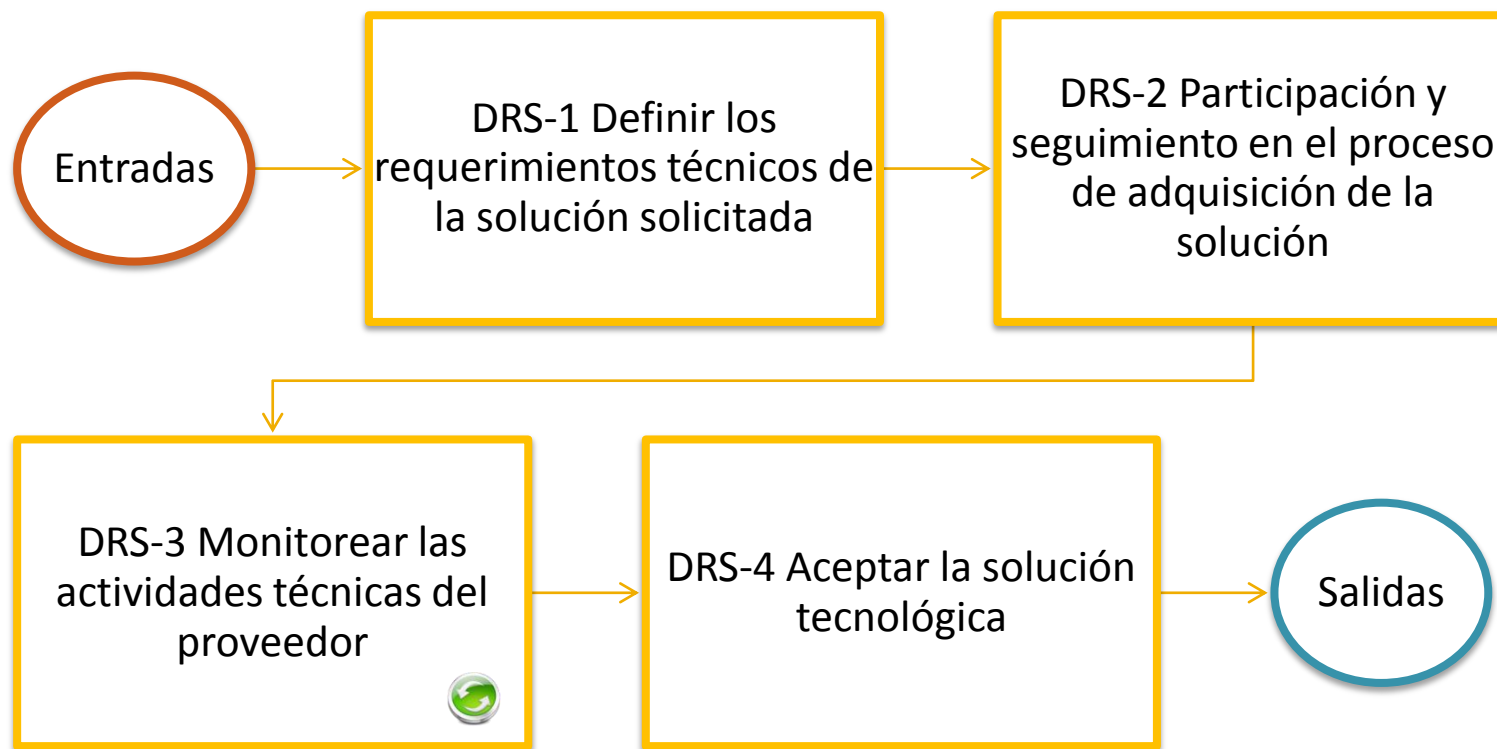 Entradas
DRS-1 Definir los
requerimientos técnicos de
la solución solicitada
DRS-2 Participación y
seguimiento en el proceso
de adquisición de la
solución
DRS-3 Monitorear las
actividades técnicas del
proveedor
DRS-4 Aceptar la solución
tecnológica
Salidas